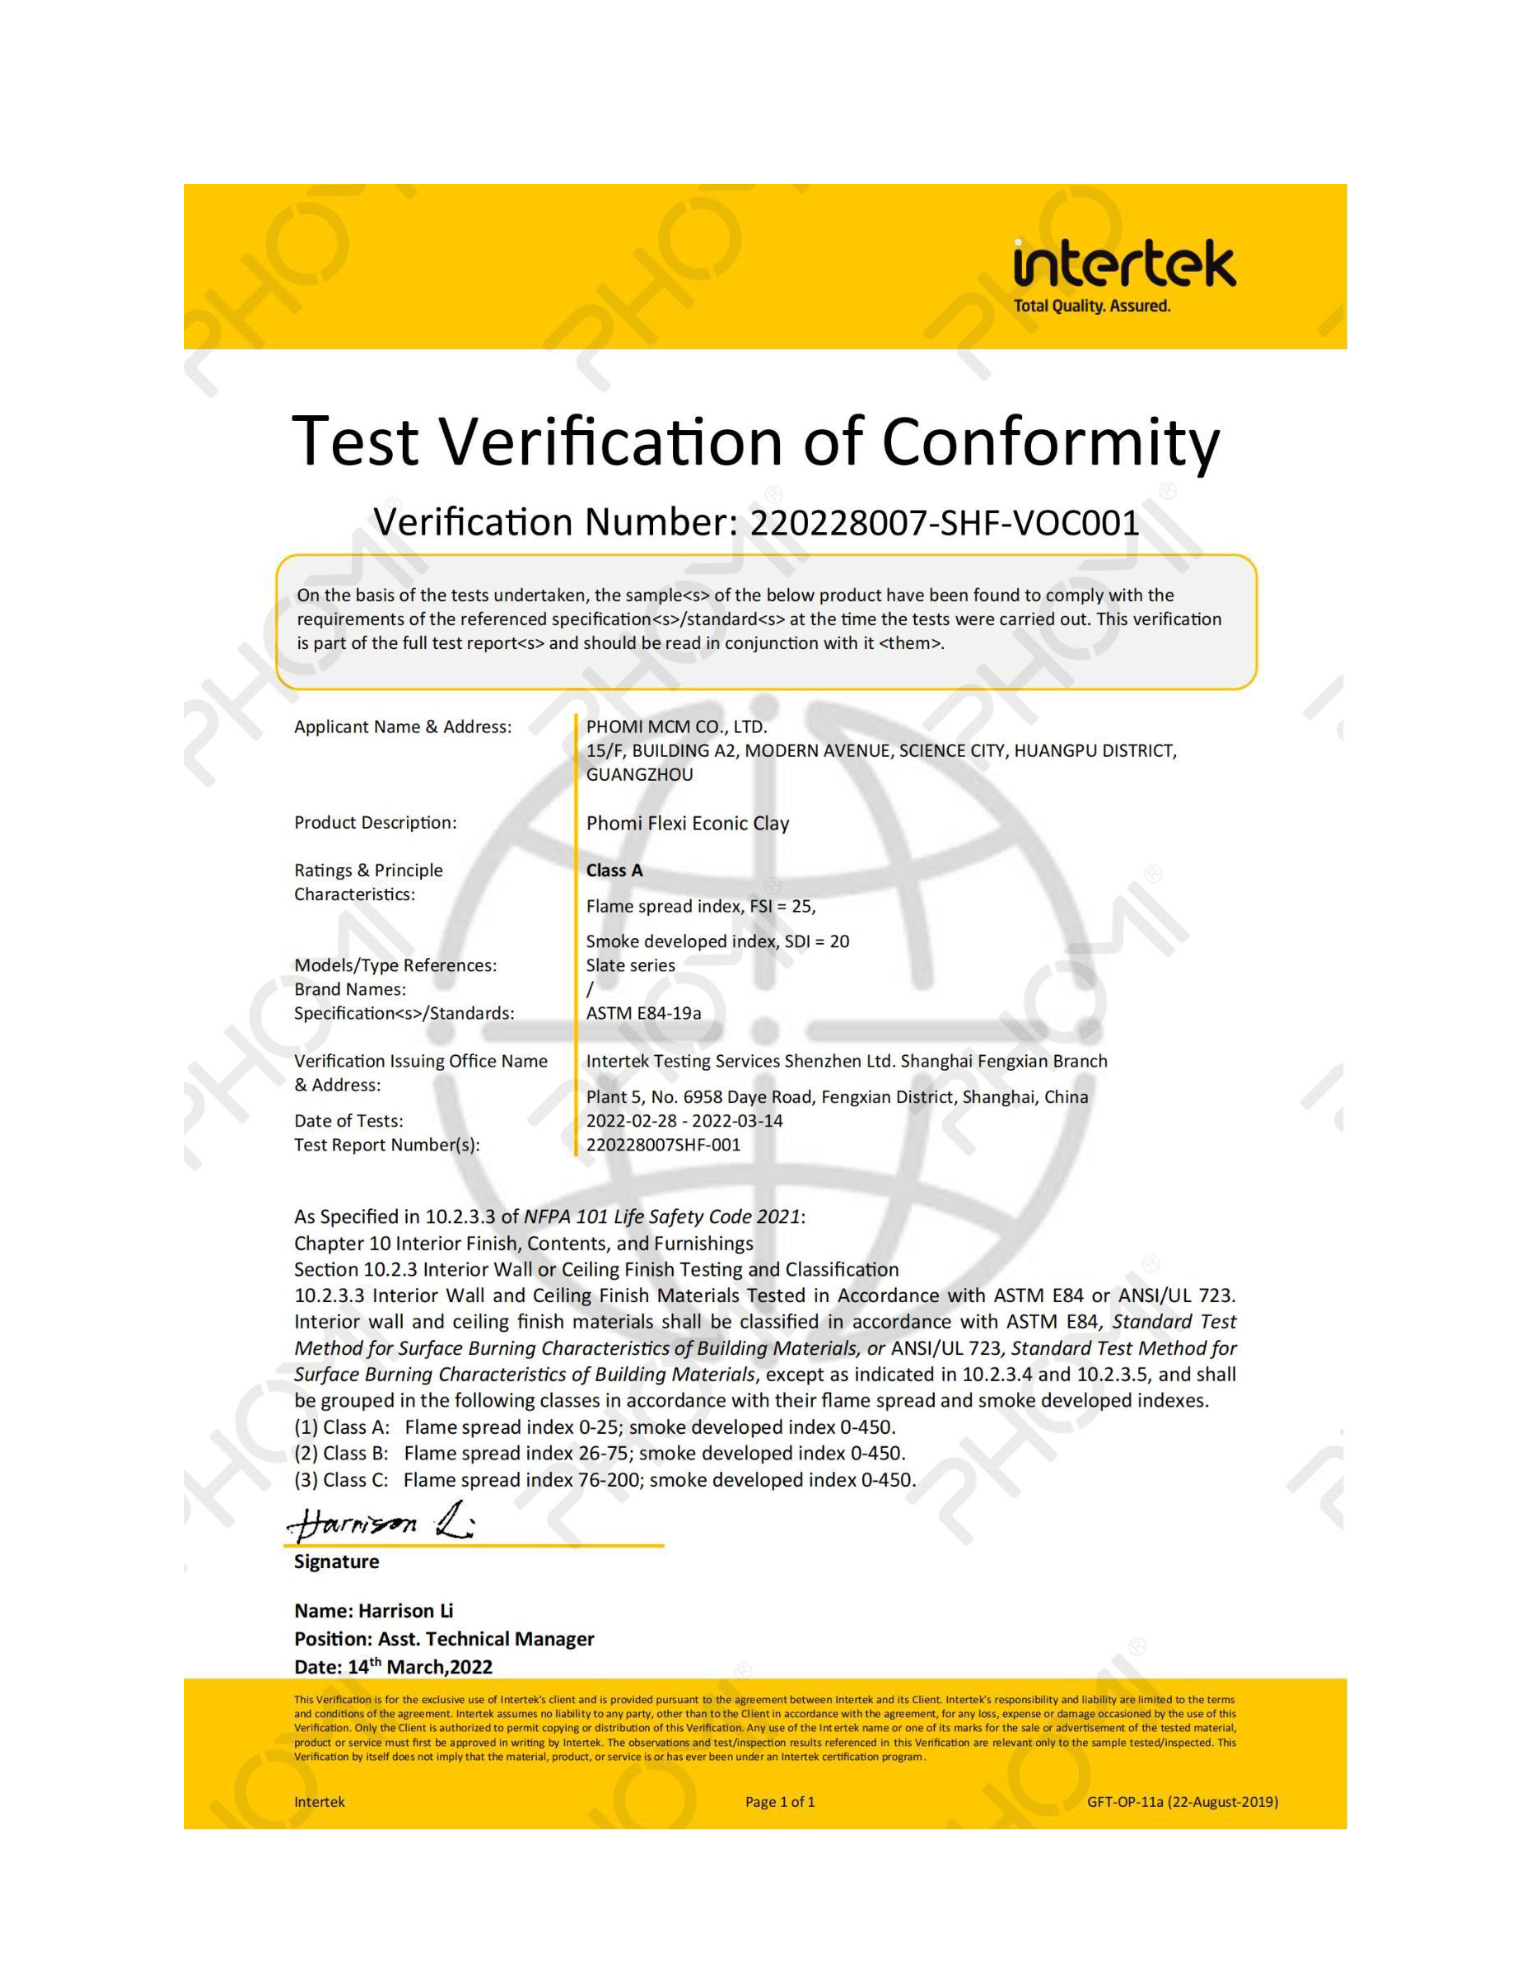 intertek
Total Quality. Assured.
Test Verification of Conformity
Verification Number: 220228007-SHF-VOC001
On the basis of the tests undertaken, the sample<s> of the below product have been found to comply with the
requirements of the referenced specification<s>/standard<s> at the time the tests were carried out. This verification
is part of the full test report<s> and should be read in conjunction with it <them>.
Applicant Name & Address: PHOMI MCM CO., LTD.
15/F, BUILDING A2, MODERN AVENUE, SCIENCE CITY, HUANGPU DISTRICT,
GUANGZHOU
Product Description: Phomi Flexi Econic Clay
Ratings & Principle Class A
Characteristics:
Flame spread index, FSI = 25,
Smoke developed index, SDI = 20
Models/Type References: Slate series
Brand Names: /
Specification<s>/Standards: ASTM E84-19a
Verification Issuing Office Name Intertek Testing Services Shenzhen Ltd. Shanghai Fengxian Branch
& Address:
Plant 5, No. 6958 Daye Road, Fengxian District, Shanghai, China
Date of Tests: 2022-02-28 - 2022-03-14
Test Report Number(s): 220228007SHF-001
As Specified in 10.2.3.3 of NFPA 101 Life Safety Code 2021:
Chapter 10 Interior Finish, Contents, and Furnishings
Section 10.2.3 Interior Wall or Ceiling Finish Testing and Classification
10.2.3.3 Interior Wall and Ceiling Finish Materials Tested in Accordance with ASTM E84 or ANSI/UL 723.
Interior wall and ceiling finish materials shall be classified in accordance with ASTM E84, Standard Test
Method for Surface Burning Characteristics of Building Materials, or ANSI/UL 723, Standard Test Method for
Surface Burning Characteristics of Building Materials, except as indicated in 10.2.3.4 and 10.2.3.5, and shall
be grouped in the following classes in accordance with their flame spread and smoke developed indexes.
(1) Class A: Flame spread index 0-25; smoke developed index 0-450.
(2) Class B: Flame spread index 26-75; smoke developed index 0-450.
(3) Class C: Flame spread index 76-200; smoke developed index 0-450.
Harrison Li
Signature
Name: Harrison Li
Position: Asst. Technical Manager
Date: 14th March,2022
This Verification is for the exclusive use of Intertek's client and is provided pursuant to the agreement between Intertek and its Client. Intertek's responsibility and liability are limited to the terms
and conditions of the agreement. Intertek assumes no liability to any party, other than to the Client in accordance with the agreement, for any loss, expense or damage occasioned by the use of this
Verification. Only the Client is authorized to permit copying or distribution of this Verification. Any use of the Intertek name or one of its marks for the sale or advertisement of the tested material,
product or service must first be approved in writing by Intertek. The observations and test/inspection results referenced in this Verification are relevant only to the sample tested/inspected. This
Verification by itself does not imply that the material, product, or service is or has ever been under an Intertek certification program.
Intertek Page 1 of 1 GFT-OP-11a (22-August-2019)
PHOMI®